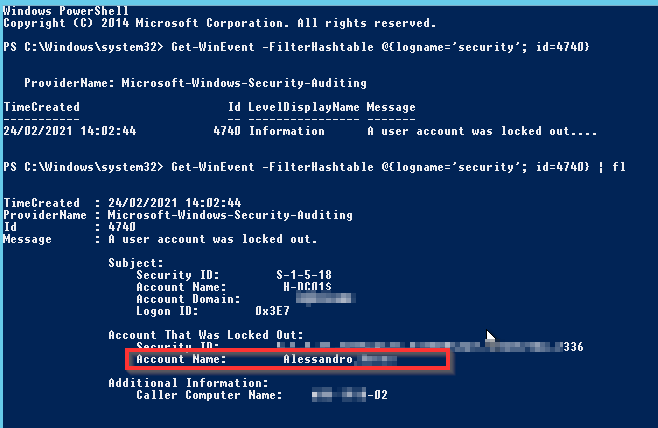 Windows PowerShell
Copyright (C) 2014 Microsoft Corporation. All rights reserved.
PS C:\Windows\system32> Get-WinEvent -FilterHashtable @{logname='security'; id=4740}
ProviderName: Microsoft-Windows-Security-Auditing
TimeCreated Id LevelDisplayName Message
----------- -- ---------------- -------
24/02/2021 14:02:44 4740 Information A user account was locked out....
PS C:\Windows\system32> Get-WinEvent -FilterHashtable @{logname='security'; id=4740} | fl
TimeCreated : 24/02/2021 14:02:44
ProviderName : Microsoft-Windows-Security-Auditing
Id : 4740
Message : A user account was locked out.
Subject:
Security ID: S-1-5-18
Account Name: H-DC01$
Account Domain:
Logon ID: 0x3E7
Account That Was Locked Out:
Security ID: 336
Account Name: Alessandro
Additional Information:
Caller Computer Name: -02